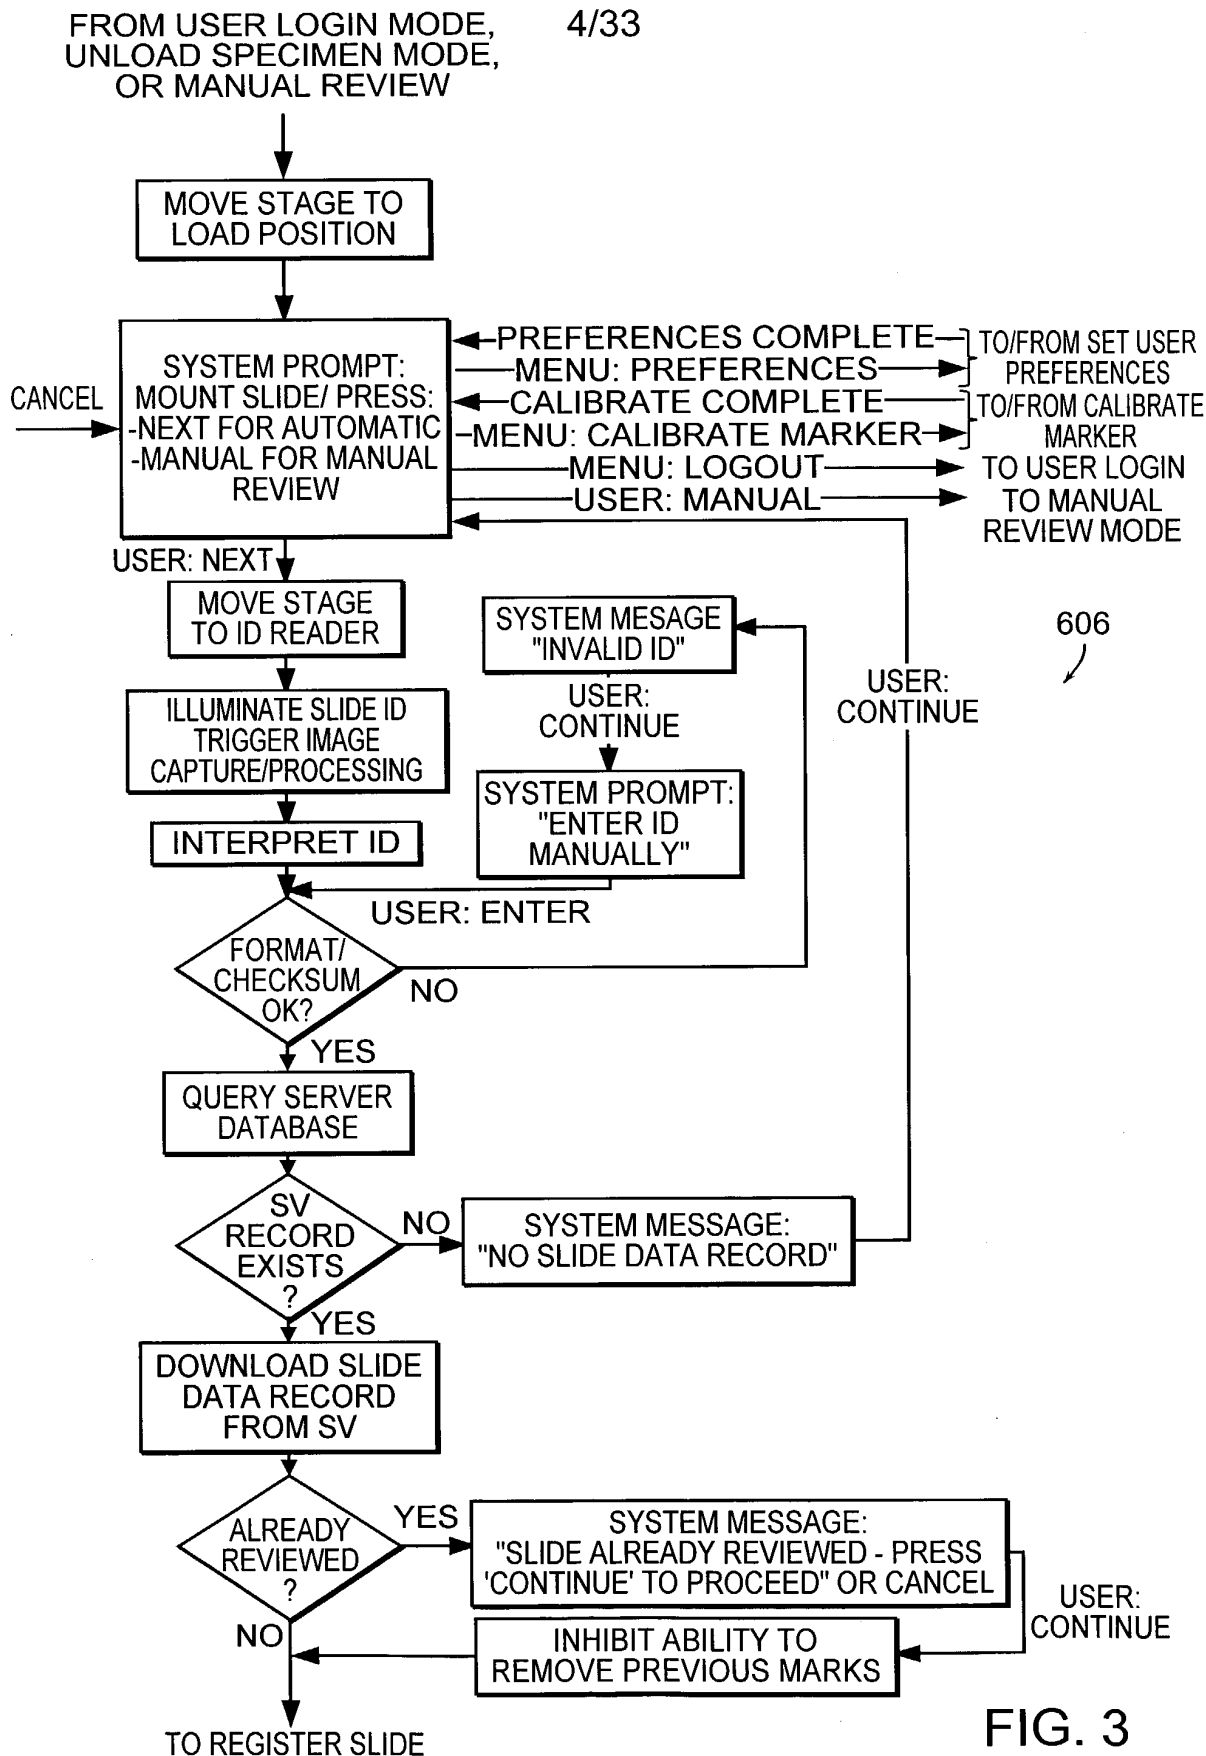 4/33
FROM USER LOGIN MODE,
UNLOAD SPECIMEN MODE,
OR MANUAL REVIEW
MOVE STAGE TO
LOAD POSITION
CANCEL
SYSTEM PROMPT:
MOUNT SLIDE/ PRESS:
-NEXT FOR AUTOMATIC
-MANUAL FOR MANUAL
REVIEW
PREFERENCES COMPLETE
MENU: PREFERENCES
TO/FROM SET USER
PREFERENCES
CALIBRATE COMPLETE
MENU: CALIBRATE MARKER
TO/FROM CALIBRATE
MARKER
MENU: LOGOUT
TO USER LOGIN
USER: MANUAL
TO MANUAL
REVIEW MODE
USER: NEXT
MOVE STAGE
TO ID READER
SYSTEM MESAGE
"INVALID ID"
606
USER:
CONTINUE
USER:
CONTINUE
ILLUMINATE SLIDE ID
TRIGGER IMAGE
CAPTURE/PROCESSING
SYSTEM PROMPT:
"ENTER ID
MANUALLY"
INTERPRET ID
USER: ENTER
FORMAT/
CHECKSUM
OK?
NO
YES
QUERY SERVER
DATABASE
SV
RECORD
EXISTS
?
NO
SYSTEM MESSAGE:
"NO SLIDE DATA RECORD"
YES
DOWNLOAD SLIDE
DATA RECORD
FROM SV
ALREADY
REVIEWED
?
YES
SYSTEM MESSAGE:
"SLIDE ALREADY REVIEWED - PRESS
'CONTINUE' TO PROCEED" OR CANCEL
USER:
CONTINUE
NO
INHIBIT ABILITY TO
REMOVE PREVIOUS MARKS
TO REGISTER SLIDE
FIG. 3